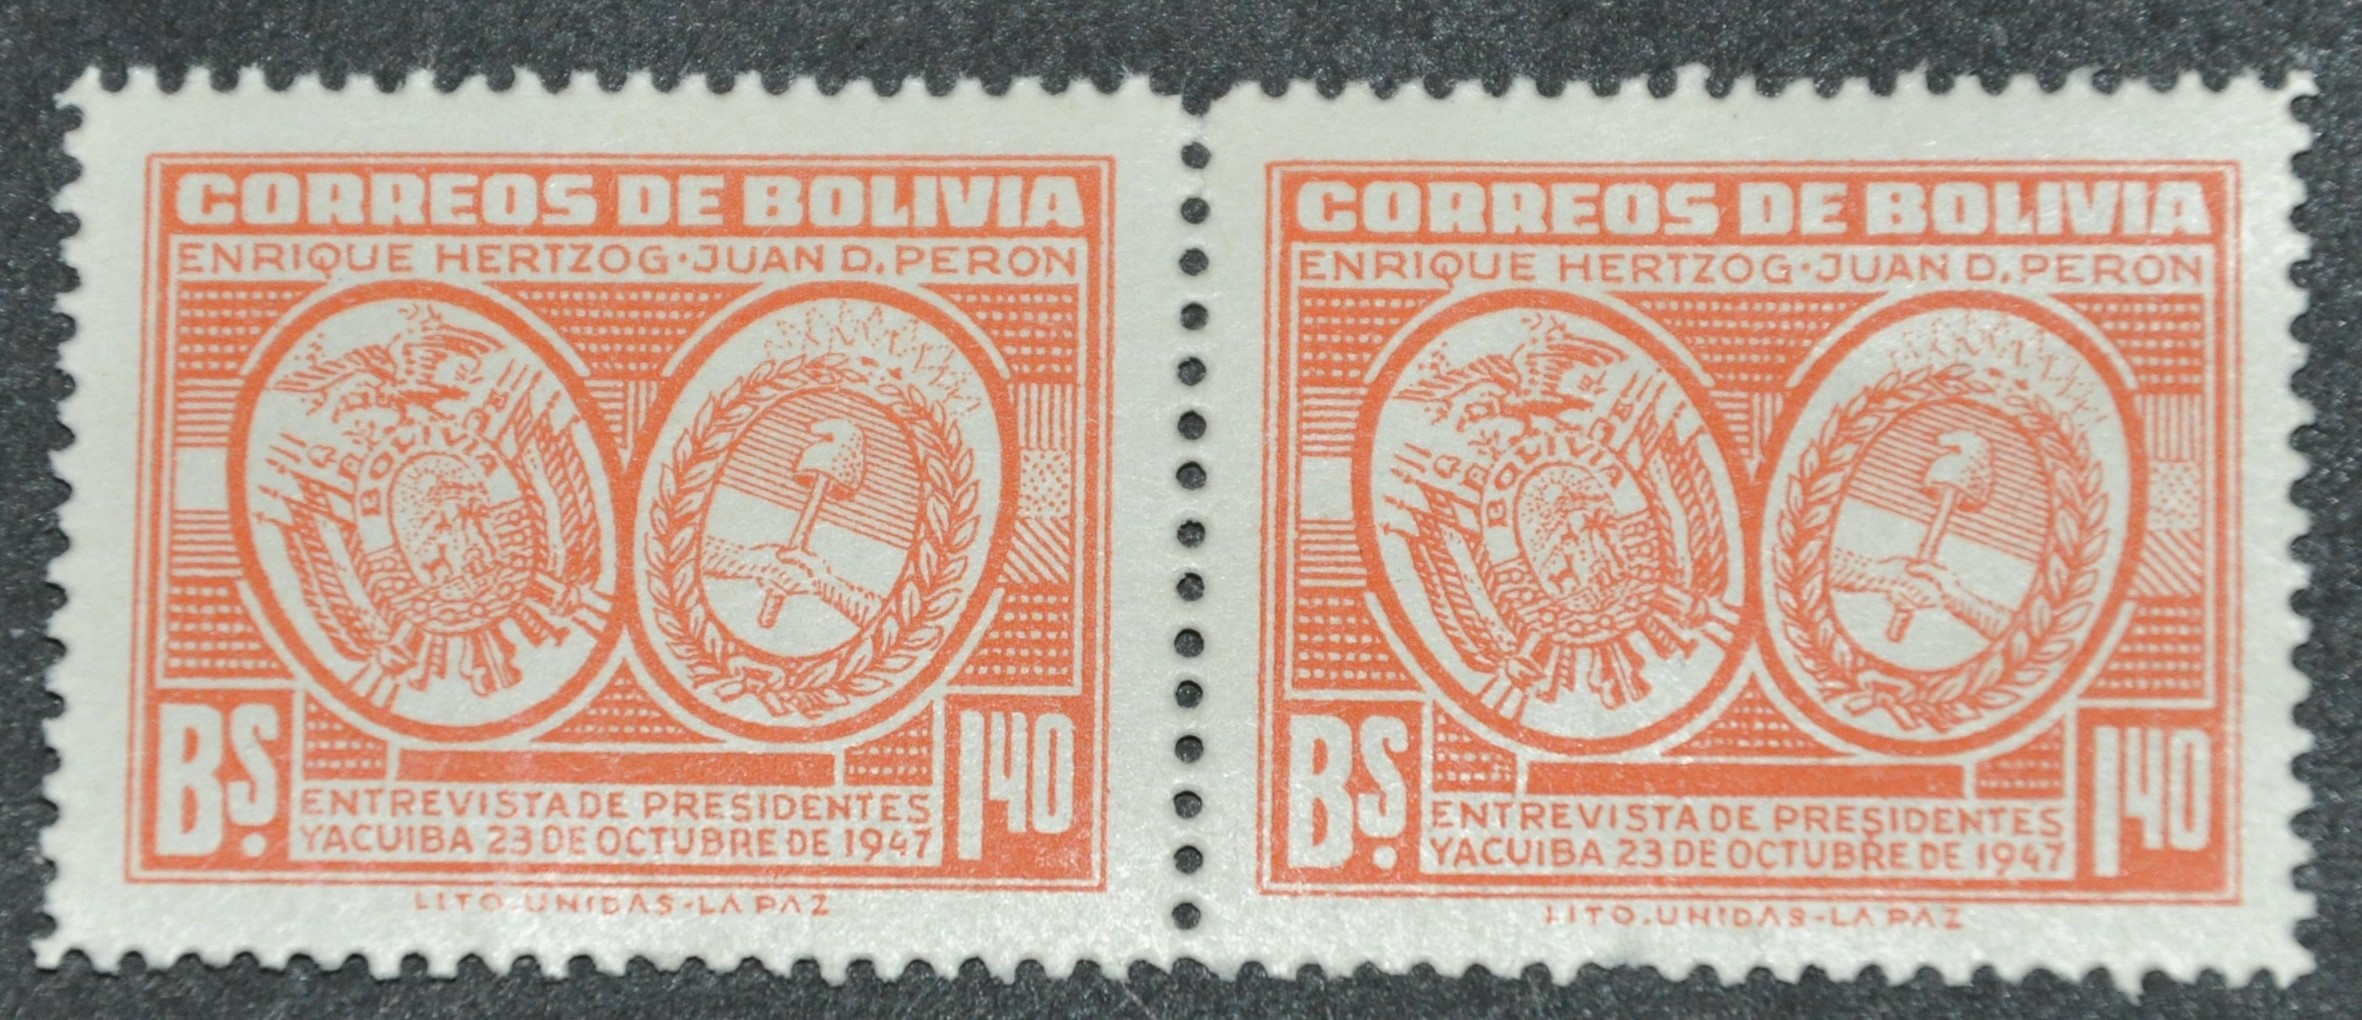 CORREOS DE BOLIVIA
ENRIQUE HERTZOG·JUAN D. PERON
BOLIVIA
Bs. 1.40
ENTREVISTA DE PRESIDENTES
YACUIBA 23 DE OCTUBRE DE 1947
LITO.UNIDAS-LA PAZ
CORREOS DE BOLIVIA
ENRIQUE HERTZOG·JUAN D. PERON
BOLIVIA
Bs. 1.40
ENTREVISTA DE PRESIDENTES
YACUIBA 23 DE OCTUBRE DE 1947
LITO.UNIDAS-LA PAZ